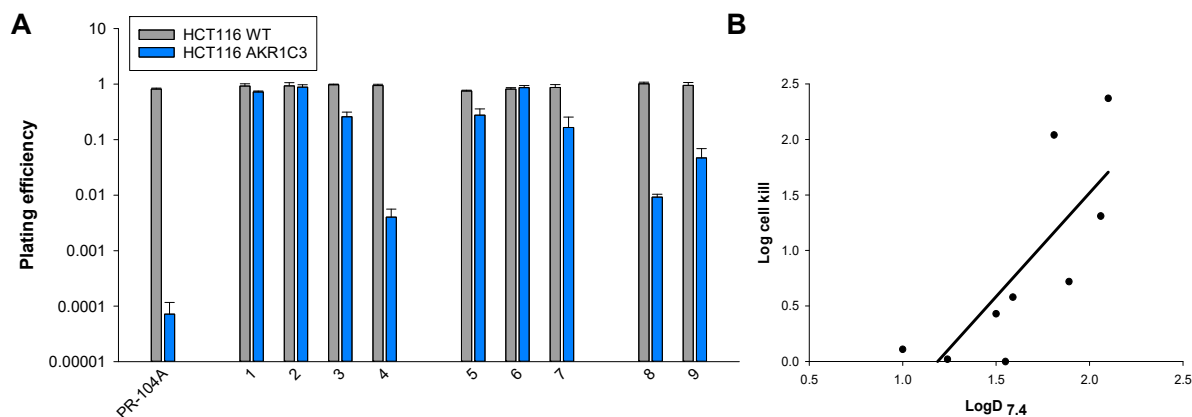 A
HCT116 WT
HCT116 AKR1C3
Plating efficiency
10
1
0.1
0.01
0.001
0.0001
0.00001
PR-104A
1
2
3
4
5
6
7
8
9
B
Log cell kill
2.5
2.0
1.5
1.0
0.5
0.0
0.5 1.0 1.5 2.0 2.5
LogD 7.4